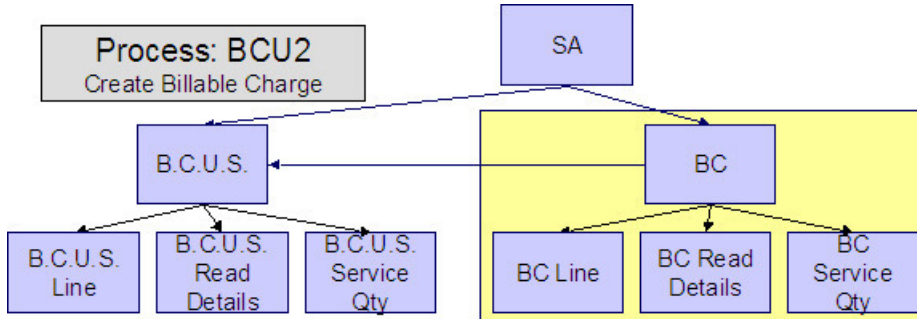 Process: BCU2
Create Billable Charge
SA
B.C.U.S.
BC
B.C.U.S.
Line
B.C.U.S.
Read
Details
B.C.U.S.
Service
Qty
BC Line
BC Read
Details
BC
Service
Qty